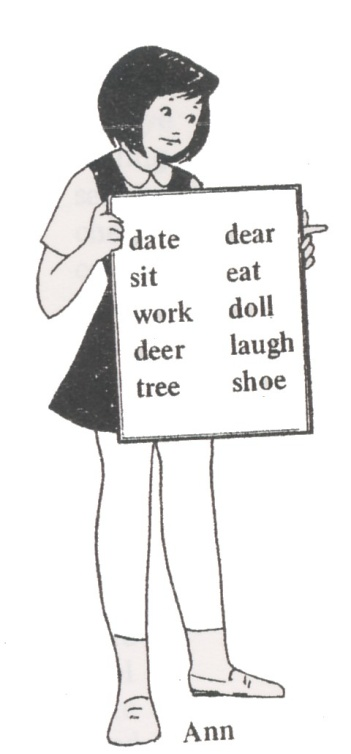 date dear
sit eat
work doll
deer laugh
tree shoe
Ann